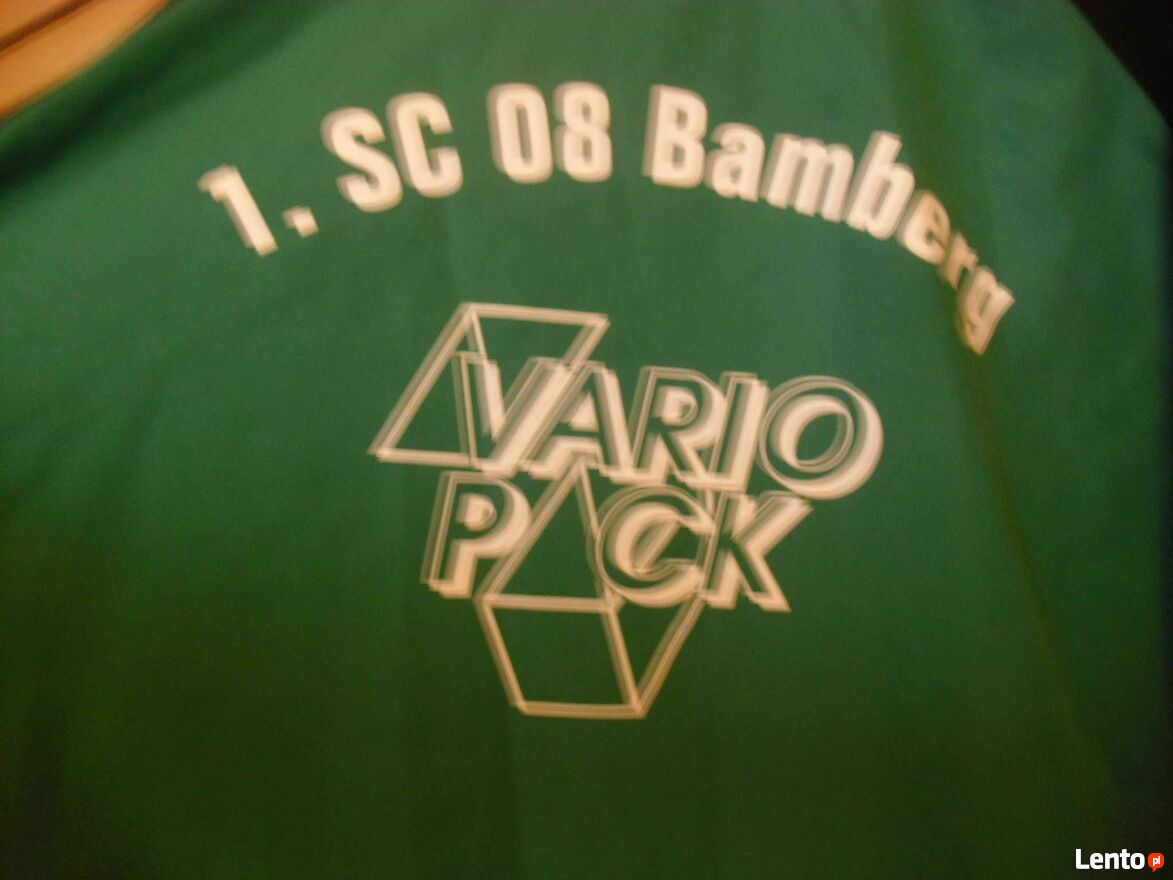 1. SC 08 Bamberg
VARIO
PACK
Lento pl